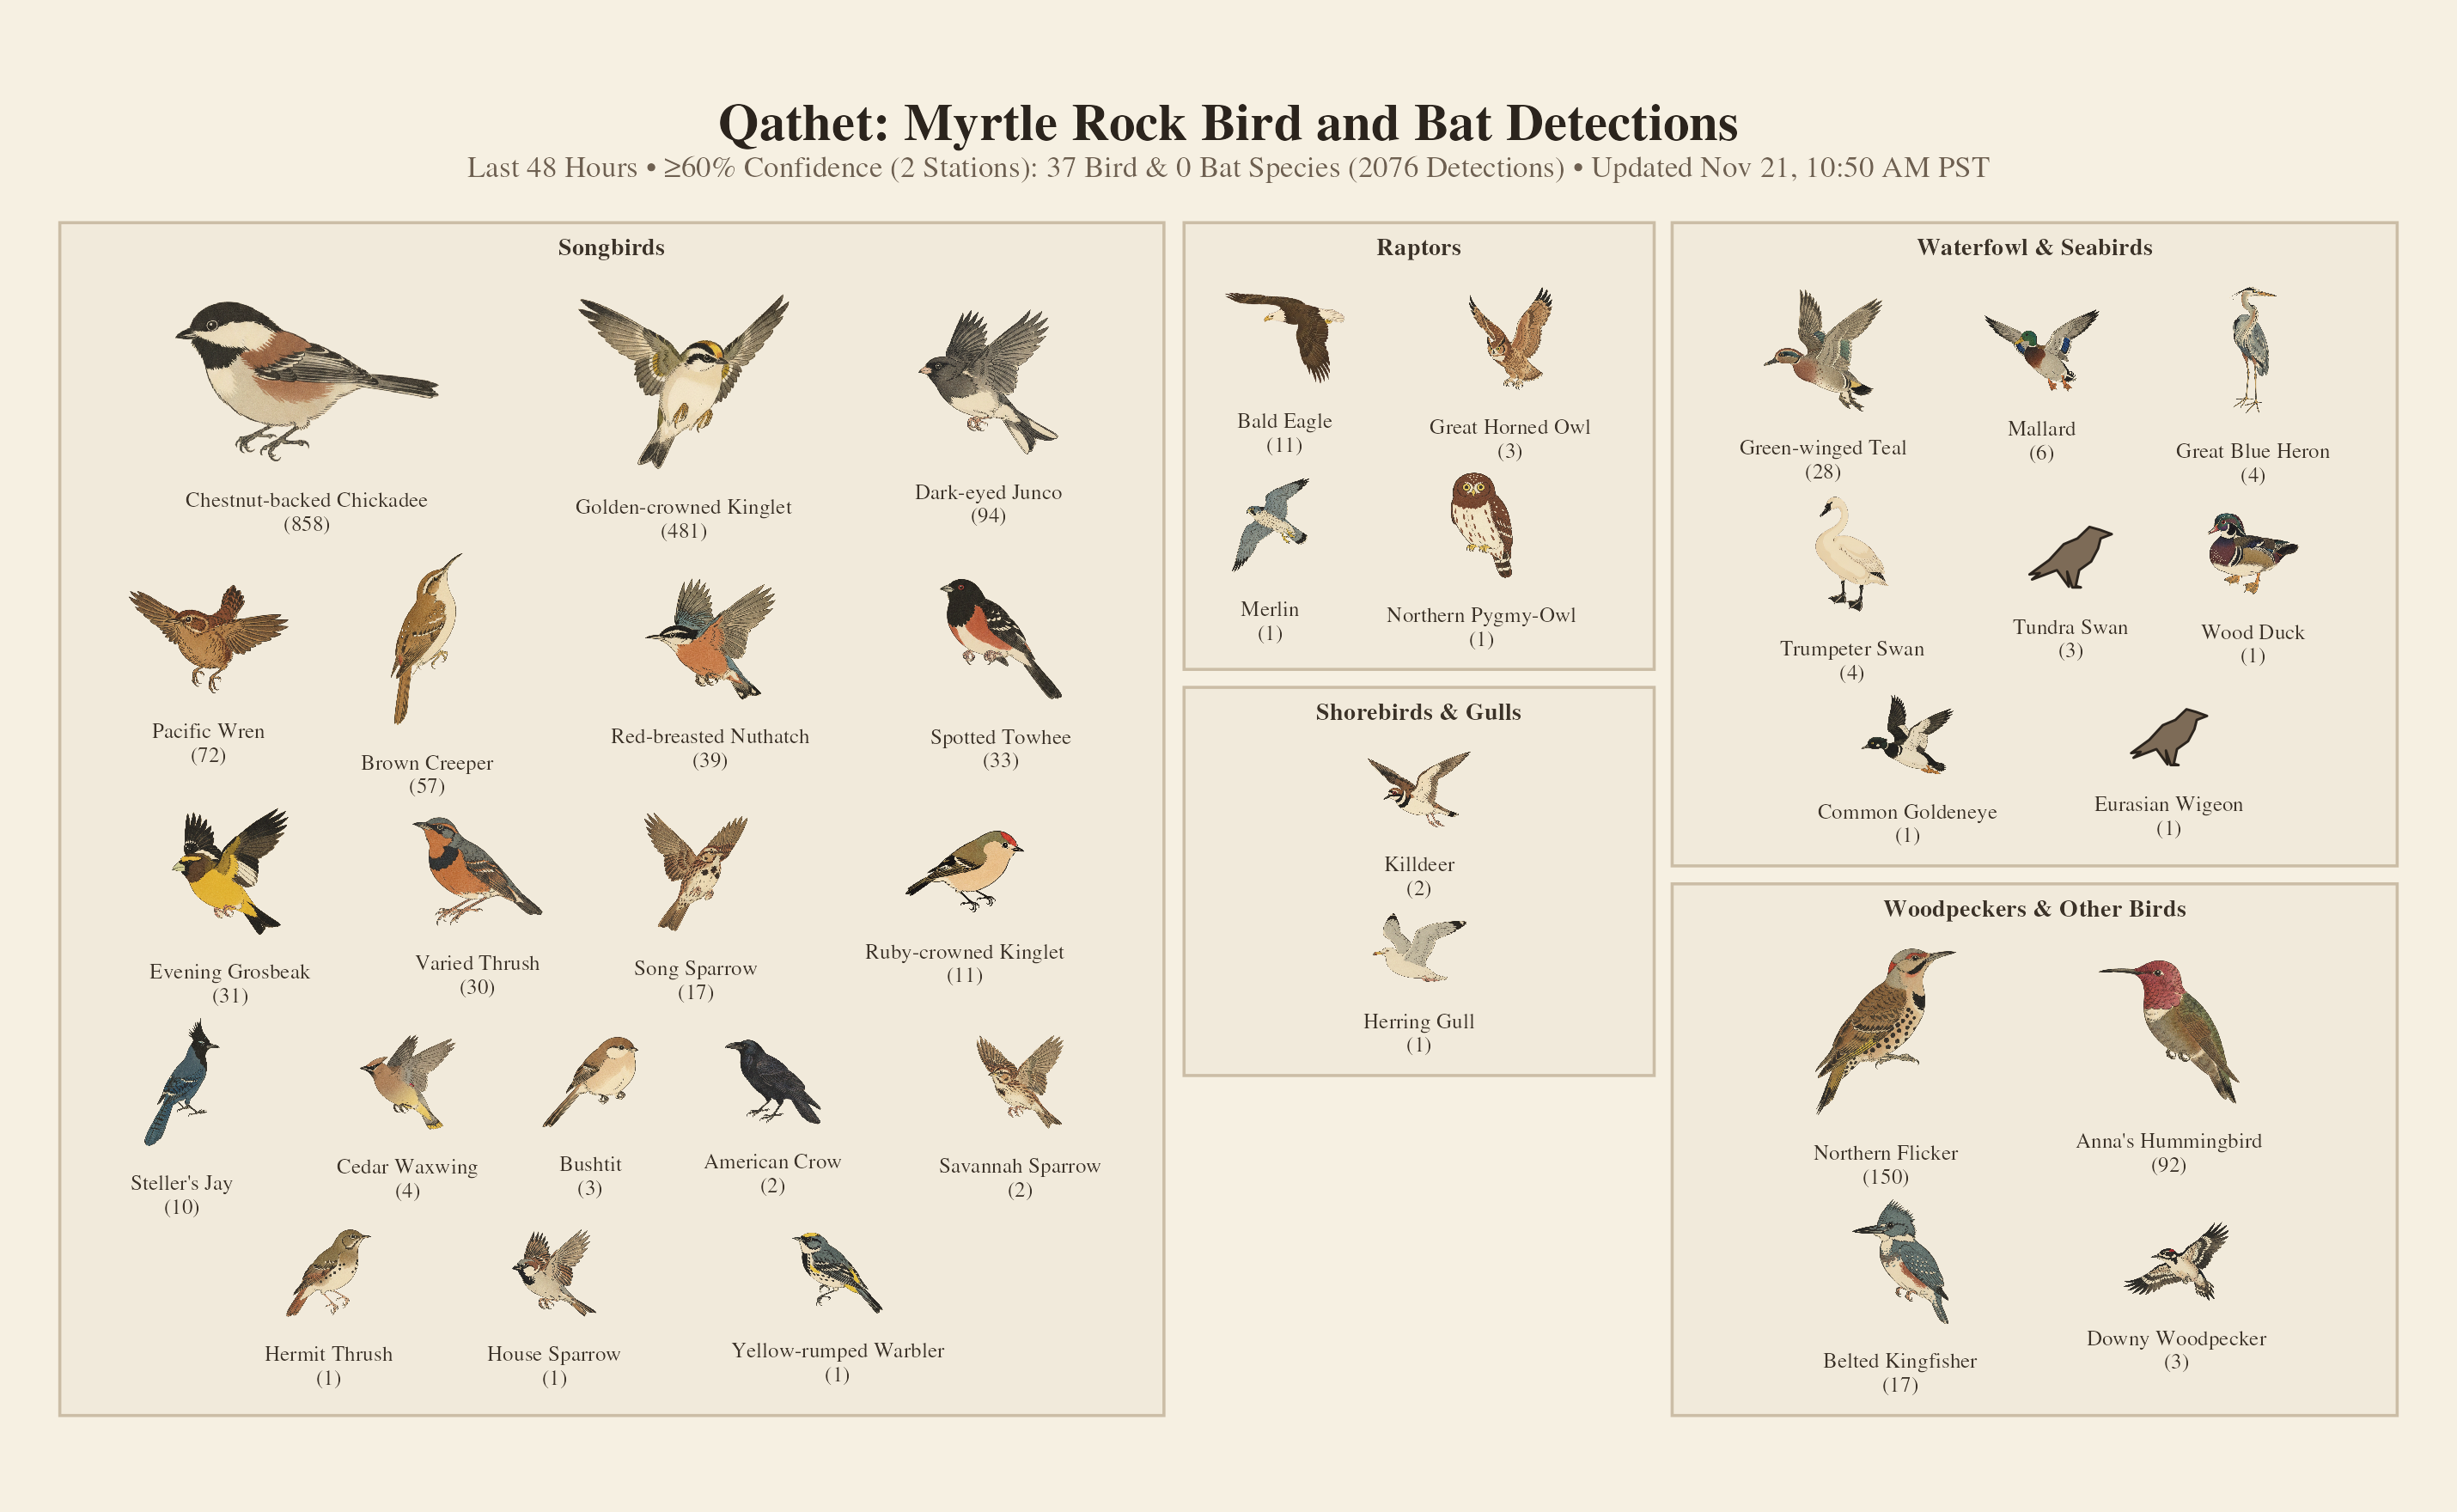 Qathet: Myrtle Rock Bird and Bat Detections
Last 48 Hours • ≥60% Confidence (2 Stations): 37 Bird & 0 Bat Species (2076 Detections) • Updated Nov 21, 10:50 AM PST
Songbirds
Chestnut-backed Chickadee
(858)
Golden-crowned Kinglet
(481)
Dark-eyed Junco
(94)
Pacific Wren
(72)
Brown Creeper
(57)
Red-breasted Nuthatch
(39)
Spotted Towhee
(33)
Evening Grosbeak
(31)
Varied Thrush
(30)
Song Sparrow
(17)
Ruby-crowned Kinglet
(11)
Steller's Jay
(10)
Cedar Waxwing
(4)
Bushtit
(3)
American Crow
(2)
Savannah Sparrow
(2)
Hermit Thrush
(1)
House Sparrow
(1)
Yellow-rumped Warbler
(1)
Raptors
Bald Eagle
(11)
Great Horned Owl
(3)
Merlin
(1)
Northern Pygmy-Owl
(1)
Shorebirds & Gulls
Killdeer
(2)
Herring Gull
(1)
Waterfowl & Seabirds
Green-winged Teal
(28)
Mallard
(6)
Great Blue Heron
(4)
Trumpeter Swan
(4)
Tundra Swan
(3)
Wood Duck
(1)
Common Goldeneye
(1)
Eurasian Wigeon
(1)
Woodpeckers & Other Birds
Northern Flicker
(150)
Anna's Hummingbird
(92)
Belted Kingfisher
(17)
Downy Woodpecker
(3)